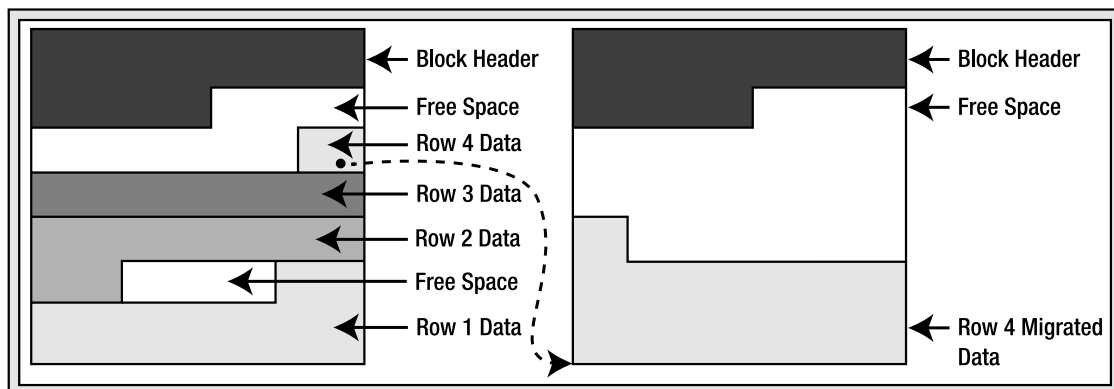 Block Header
Free Space
Row 4 Data
Row 3 Data
Row 2 Data
Free Space
Row 1 Data
Block Header
Free Space
Row 4 Migrated
Data